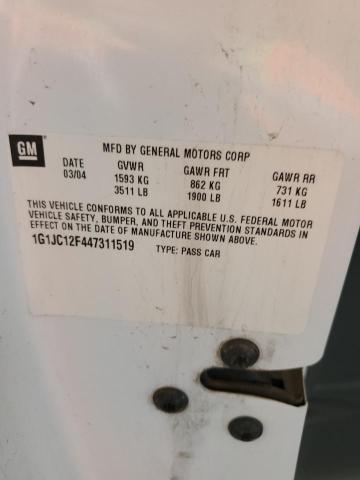 GM
MFD BY GENERAL MOTORS CORP
DATE GVWR GAWR FRT GAWR RR
03/04 1593 KG 862 KG 731 KG
3511 LB 1900 LB 1611 LB
THIS VEHICLE CONFORMS TO ALL APPLICABLE U.S. FEDERAL MOTOR
VEHICLE SAFETY, BUMPER, AND THEFT PREVENTION STANDARDS IN
EFFECT ON THE DATE OF MANUFACTURE SHOWN ABOVE.
1G1JC12F447311519 TYPE: PASS CAR